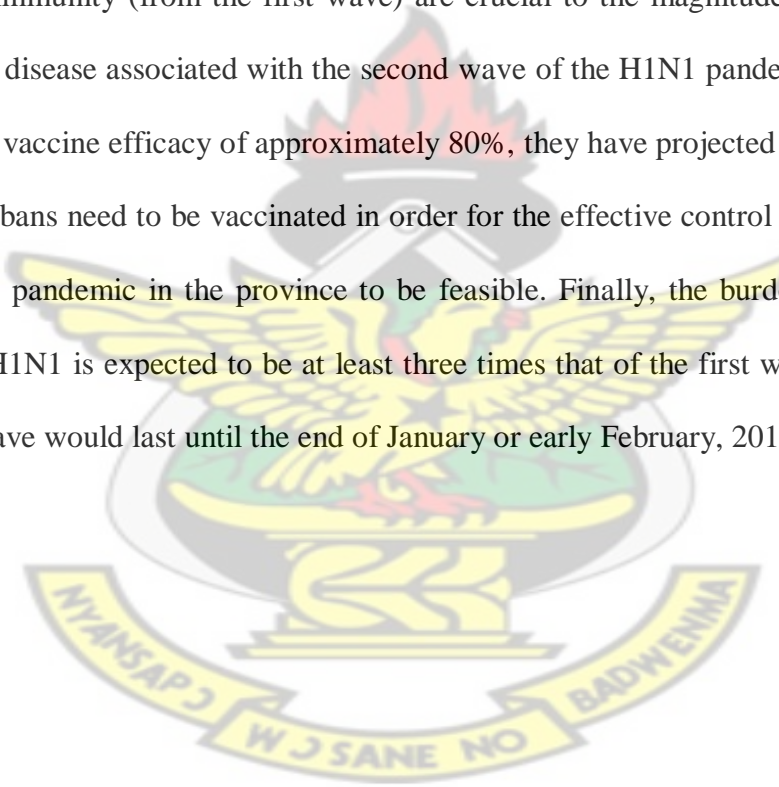 mmunity (from the first wave) are crucial to the magnitude
disease associated with the second wave of the H1N1 pande
vaccine efficacy of approximately 80%, they have projected
bans need to be vaccinated in order for the effective control
pandemic in the province to be feasible. Finally, the burd
H1N1 is expected to be at least three times that of the first w
ave would last until the end of January or early February, 201
NYANSAPƆ WƆSANE NO BADWENMA